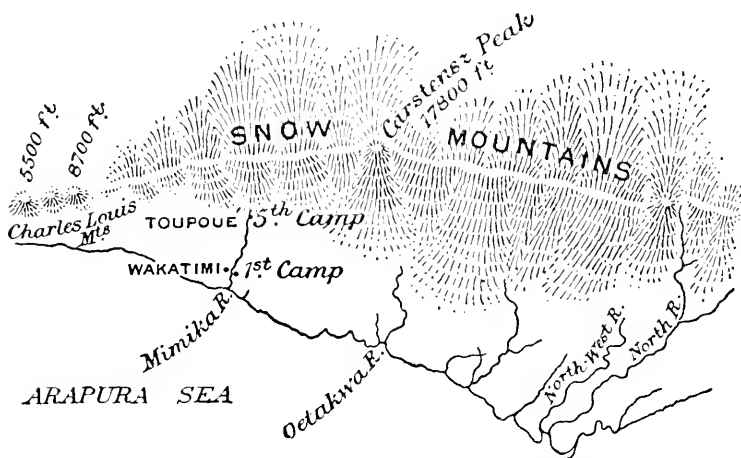 5500 ft.
8700 ft.
SNOW
Carstensz Peak
17800 ft.
MOUNTAINS
Charles Louis
Mts
TOUPOUE 5th Camp
WAKATIMI 1st Camp
Mimika R.
Oetakwa R.
North-West R.
North R.
ARAPURA SEA